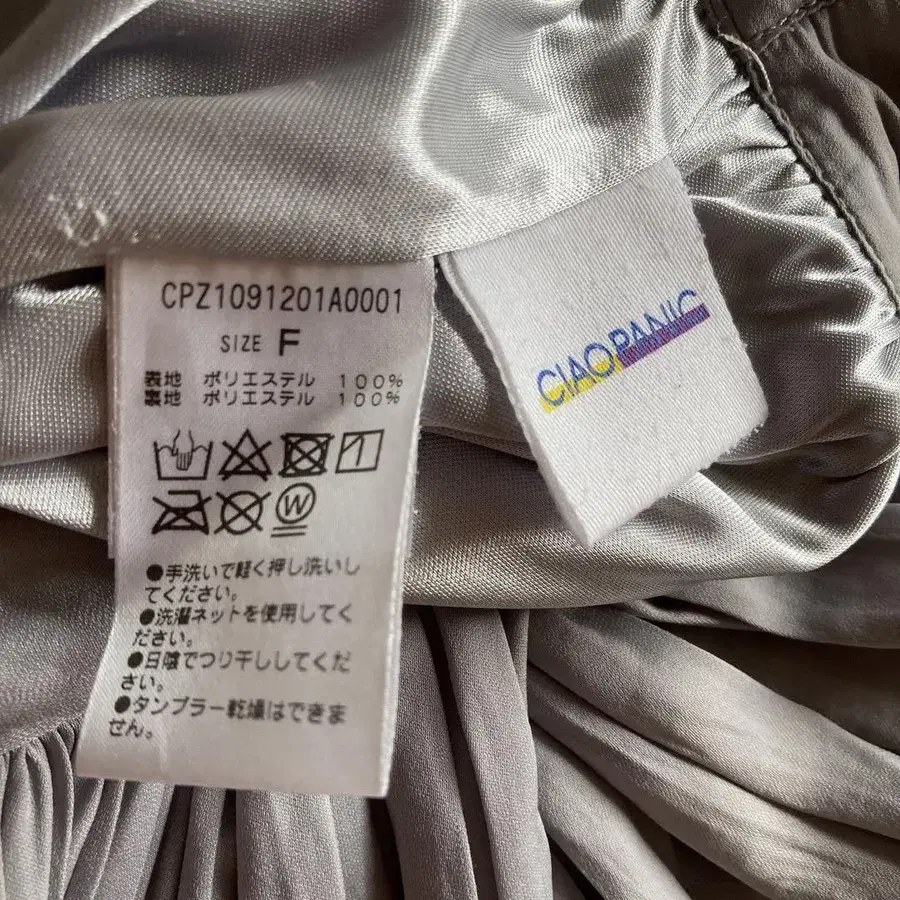 CPZ1091201A0001
SIZE F
表地 ポリエステル 100%
裏地 ポリエステル 100%
W
●手洗いで軽く押し洗いし
てください。
●洗濯ネットを使用してく
ださい。
●日陰でつり干ししてくだ
さい。
●タンブラー乾燥はできま
せん。
CIAOPANIC